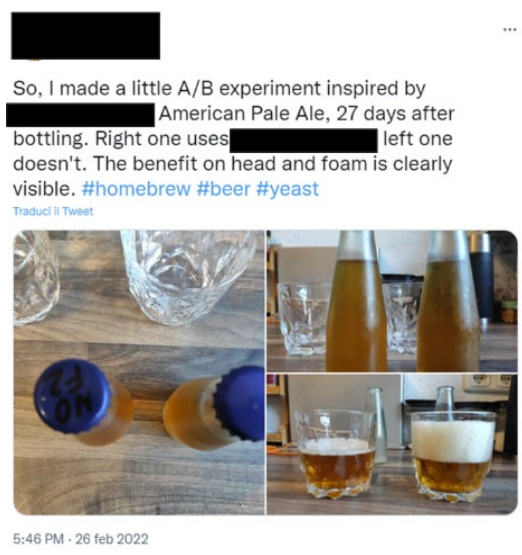 So, I made a little A/B experiment inspired by
American Pale Ale, 27 days after
bottling. Right one uses left one
doesn't. The benefit on head and foam is clearly
visible. #homebrew #beer #yeast
Traduci il Tweet
NO
F2
5:46 PM · 26 feb 2022